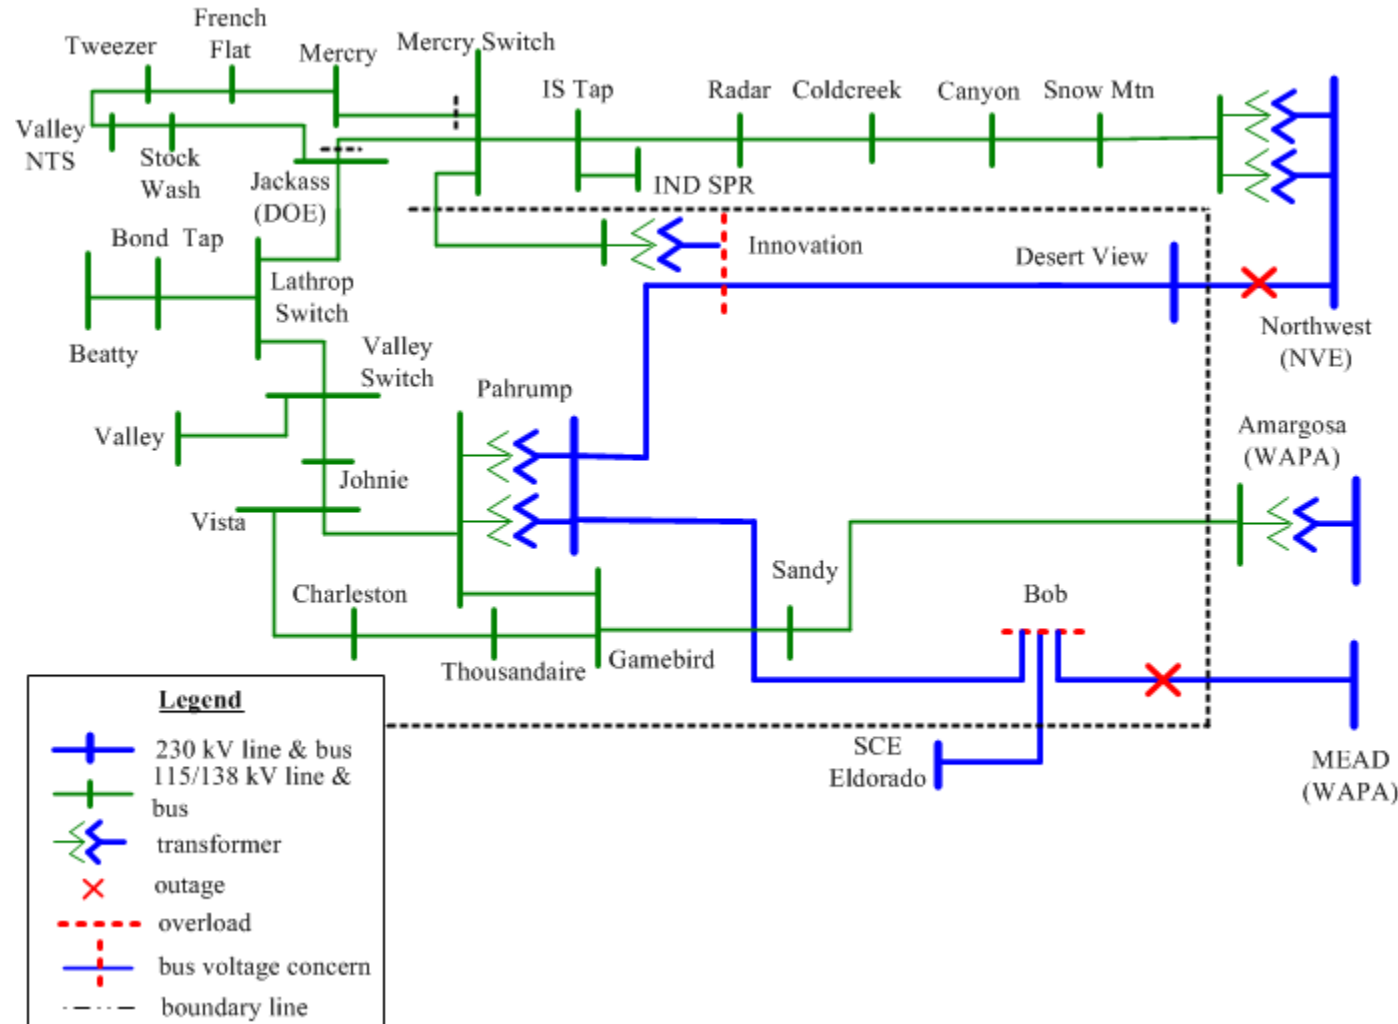 French
Flat
Tweezer
Mercry
Mercry Switch
IS Tap
Radar
Coldcreek
Canyon
Snow Mtn
Valley
NTS
Stock
Wash
Jackass
(DOE)
IND SPR
Innovation
Desert View
Bond Tap
Lathrop
Switch
Northwest
(NVE)
Beatty
Valley
Switch
Pahrump
Valley
Amargosa
(WAPA)
Johnie
Vista
Sandy
Charleston
Bob
Thousandaire
Gamebird
SCE
Eldorado
MEAD
(WAPA)
Legend
230 kV line & bus
115/138 kV line &
bus
transformer
outage
overload
bus voltage concern
boundary line